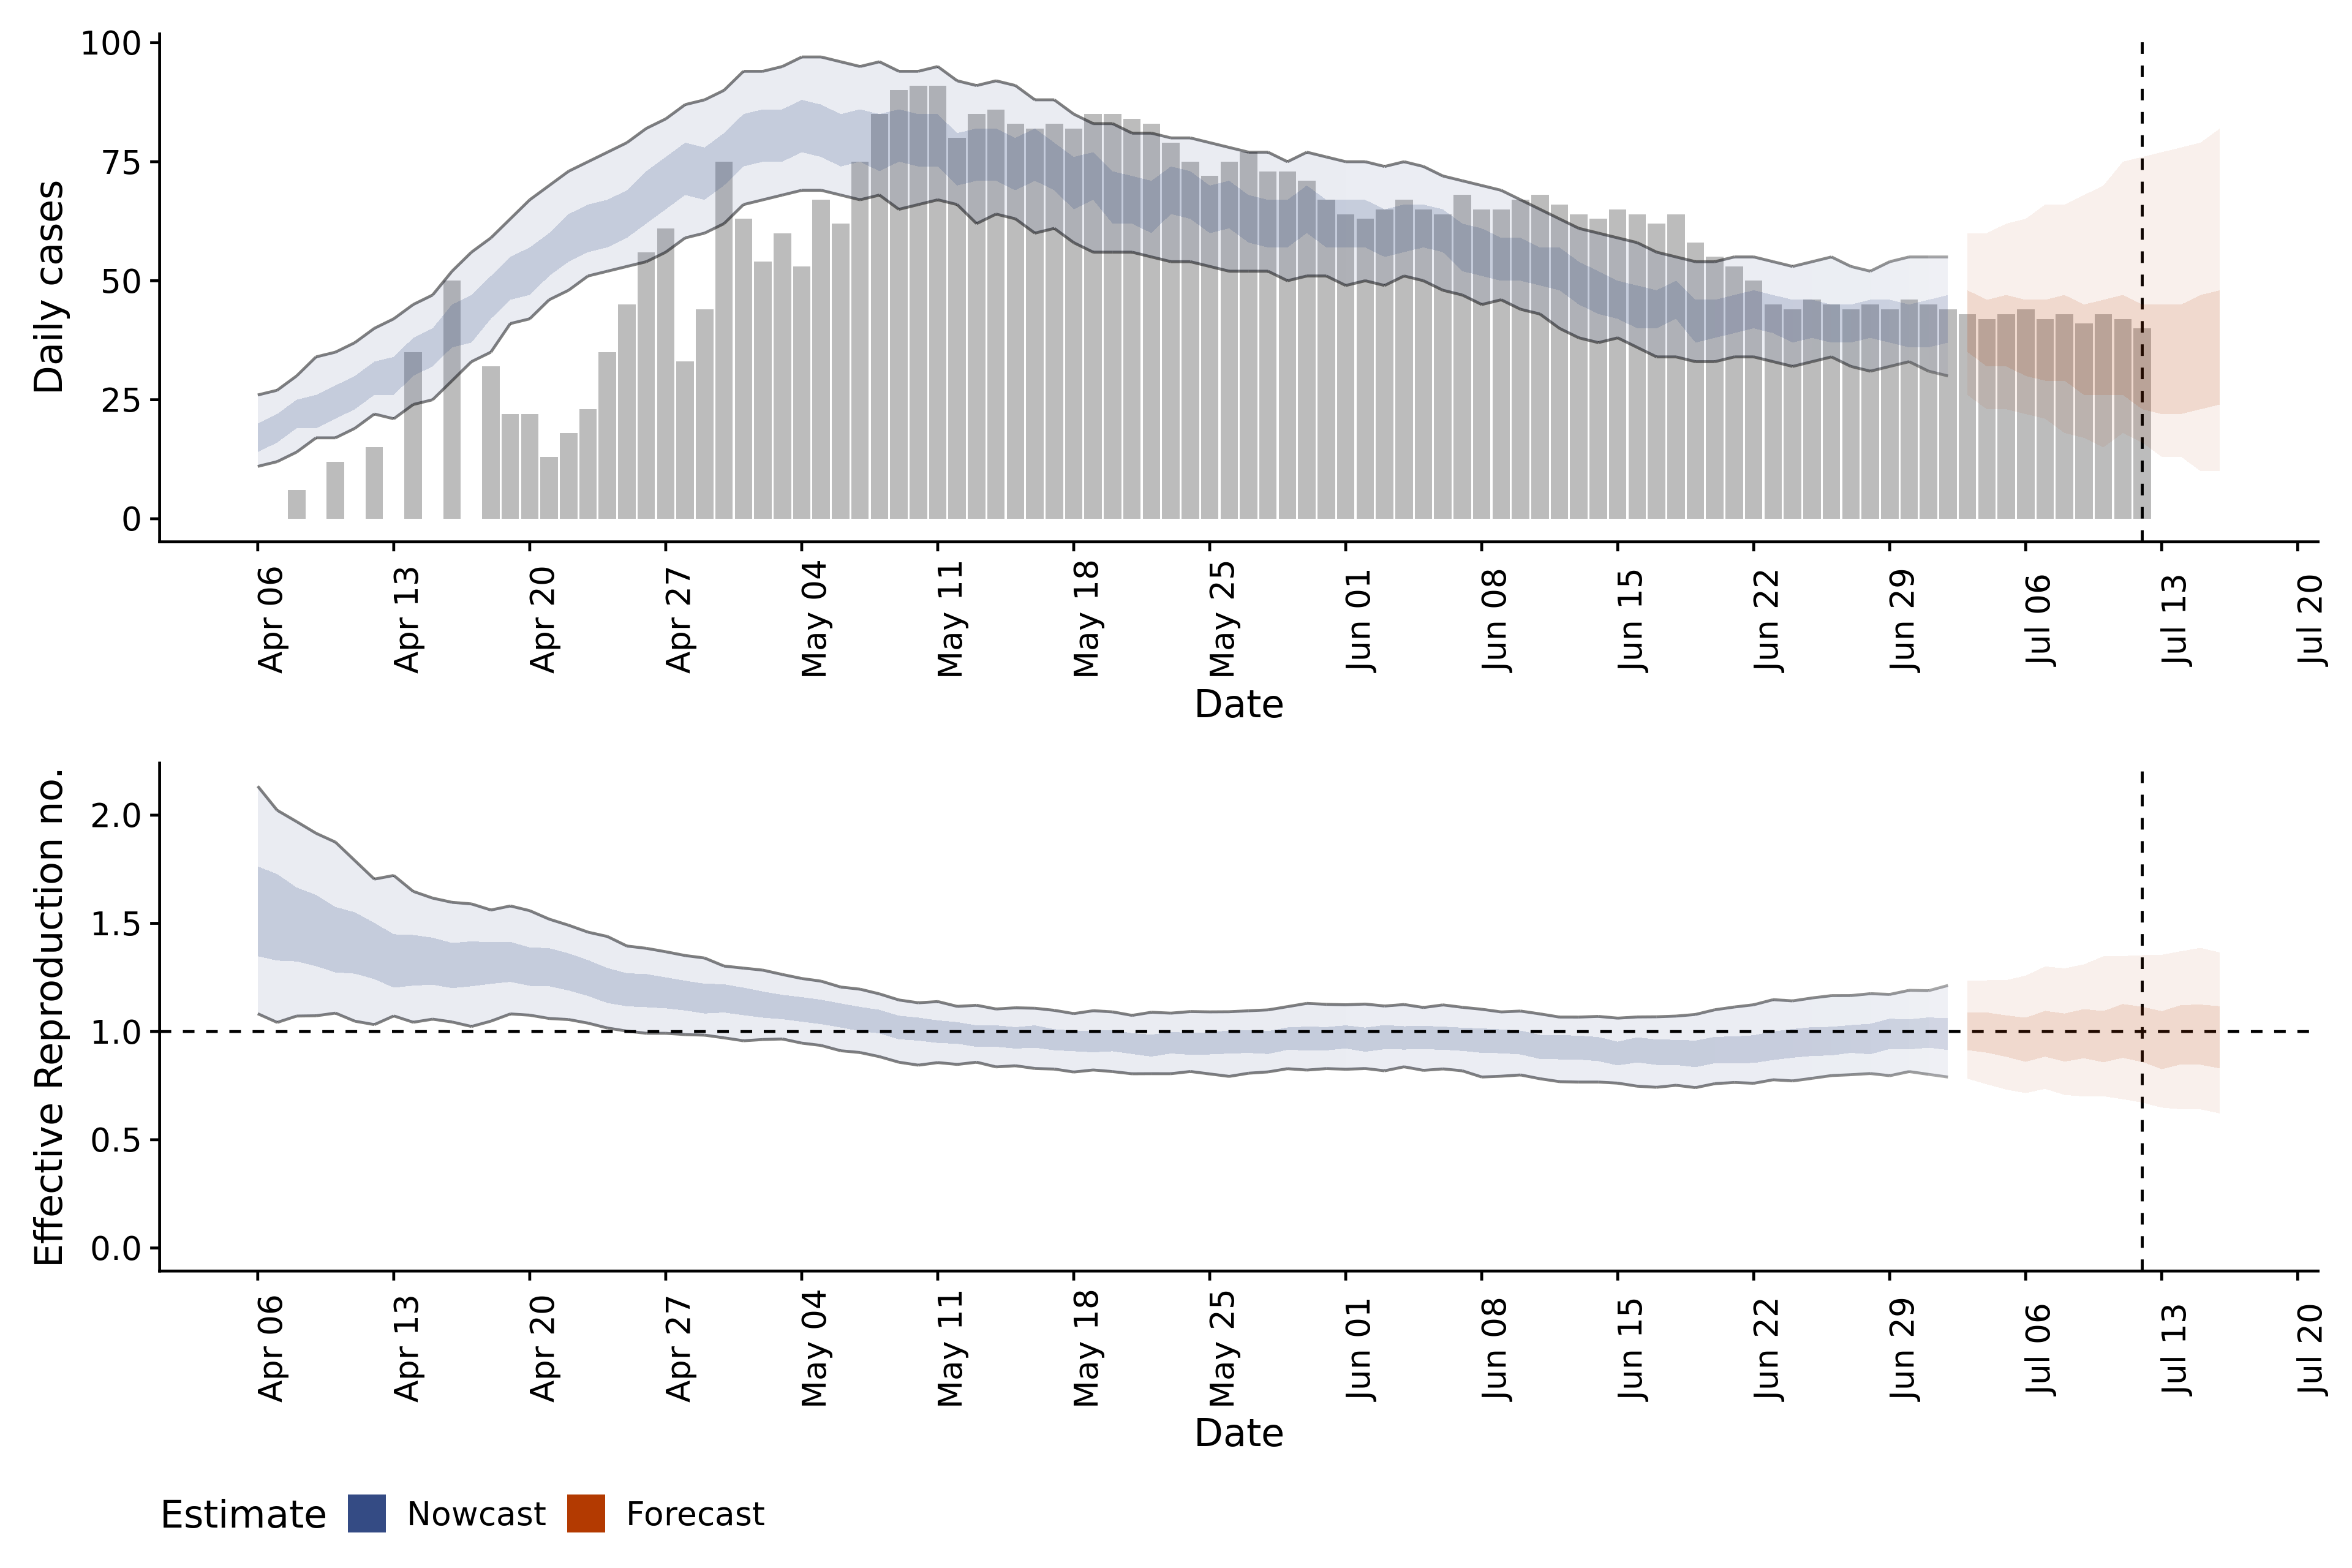 Daily cases
100
75
50
25
0
Apr 06 Apr 13 Apr 20 Apr 27 May 04 May 11 May 18 May 25 Jun 01 Jun 08 Jun 15 Jun 22 Jun 29 Jul 06 Jul 13 Jul 20
Date
Effective Reproduction no.
2.0
1.5
1.0
0.5
0.0
Apr 06 Apr 13 Apr 20 Apr 27 May 04 May 11 May 18 May 25 Jun 01 Jun 08 Jun 15 Jun 22 Jun 29 Jul 06 Jul 13 Jul 20
Date
Estimate Nowcast Forecast